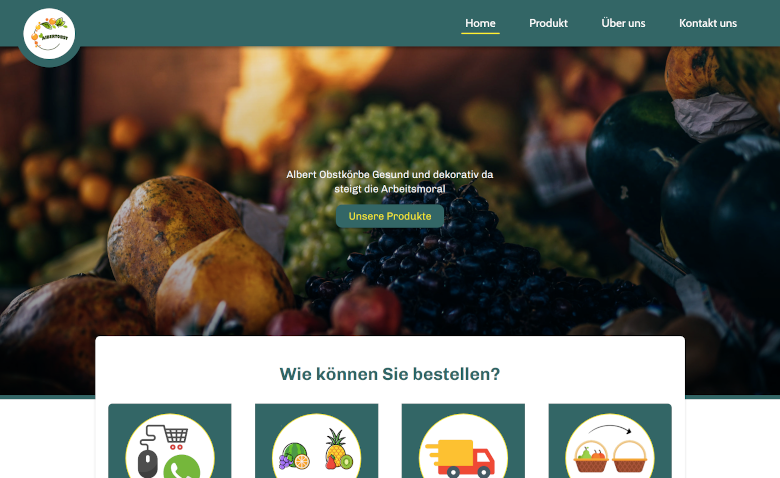 ALBERTOBST
Home
Produkt
Über uns
Kontakt uns
Albert Obstkörbe Gesund und dekorativ da
steigt die Arbeitsmoral
Unsere Produkte
Wie können Sie bestellen?